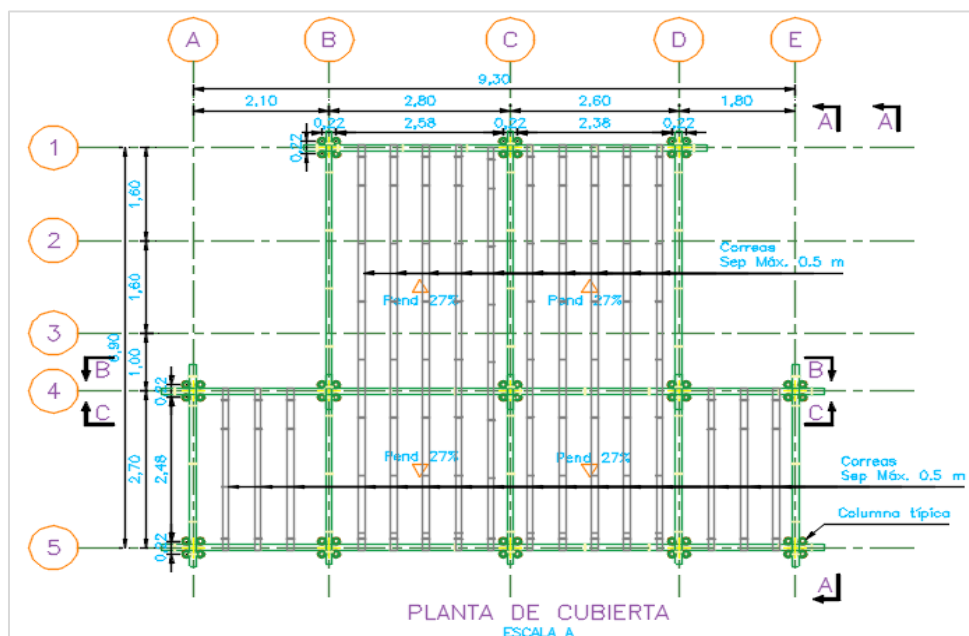 A B C D E
9,30
2,10 2,80 2,60 1,80
0,22 2,58 0,22 2,38 0,22
A A
1
0,22
1,60
2
Correas
Sep Máx. 0.5 m
1,60
Pend 27% Pend 27%
3
6,90
1,00
B B
4
0,22
C C
Pend 27% Pend 27%
2,70
2,48
Correas
Sep Máx. 0.5 m
Columna típica
5
0,22
A
PLANTA DE CUBIERTA
ESCALA A